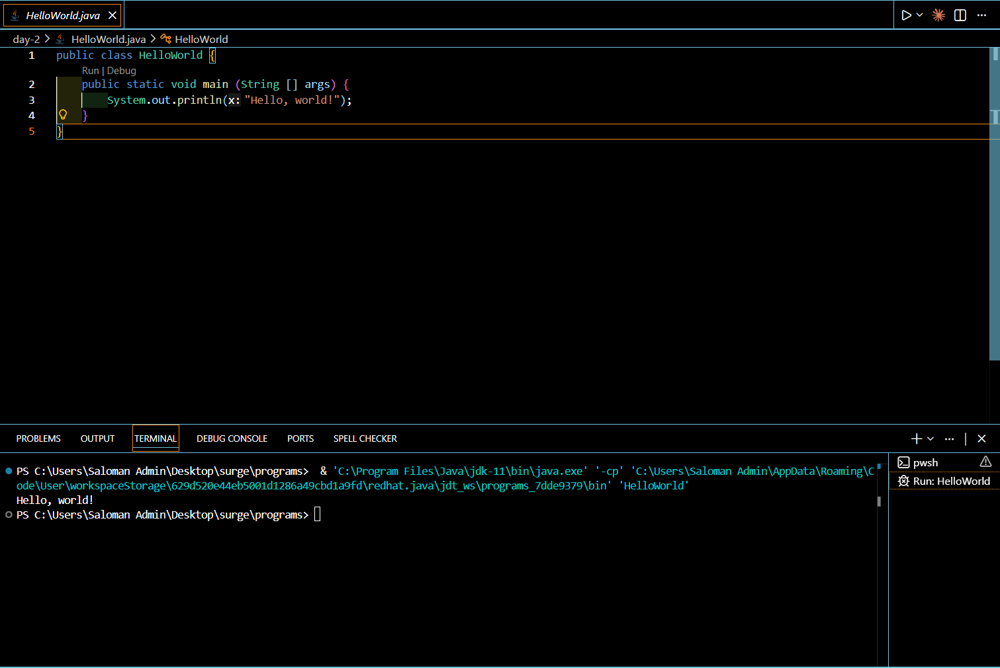 HelloWorld.java
day-2 > HelloWorld.java > HelloWorld
1 public class HelloWorld {
Run | Debug
2 public static void main (String [] args) {
3 System.out.println(x: "Hello, world!");
4 }
5 }
PROBLEMS OUTPUT TERMINAL DEBUG CONSOLE PORTS SPELL CHECKER
PS C:\Users\Saloman Admin\Desktop\surge\programs>  & 'C:\Program Files\Java\jdk-11\bin\java.exe' '-cp' 'C:\Users\Saloman Admin\AppData\Roaming\C
ode\User\workspaceStorage\629d520e44eb5001d1286a49cbd1a9fd\redhat.java\jdt_ws\programs_7dde9379\bin' 'HelloWorld'
Hello, world!
PS C:\Users\Saloman Admin\Desktop\surge\programs>
pwsh
Run: HelloWorld